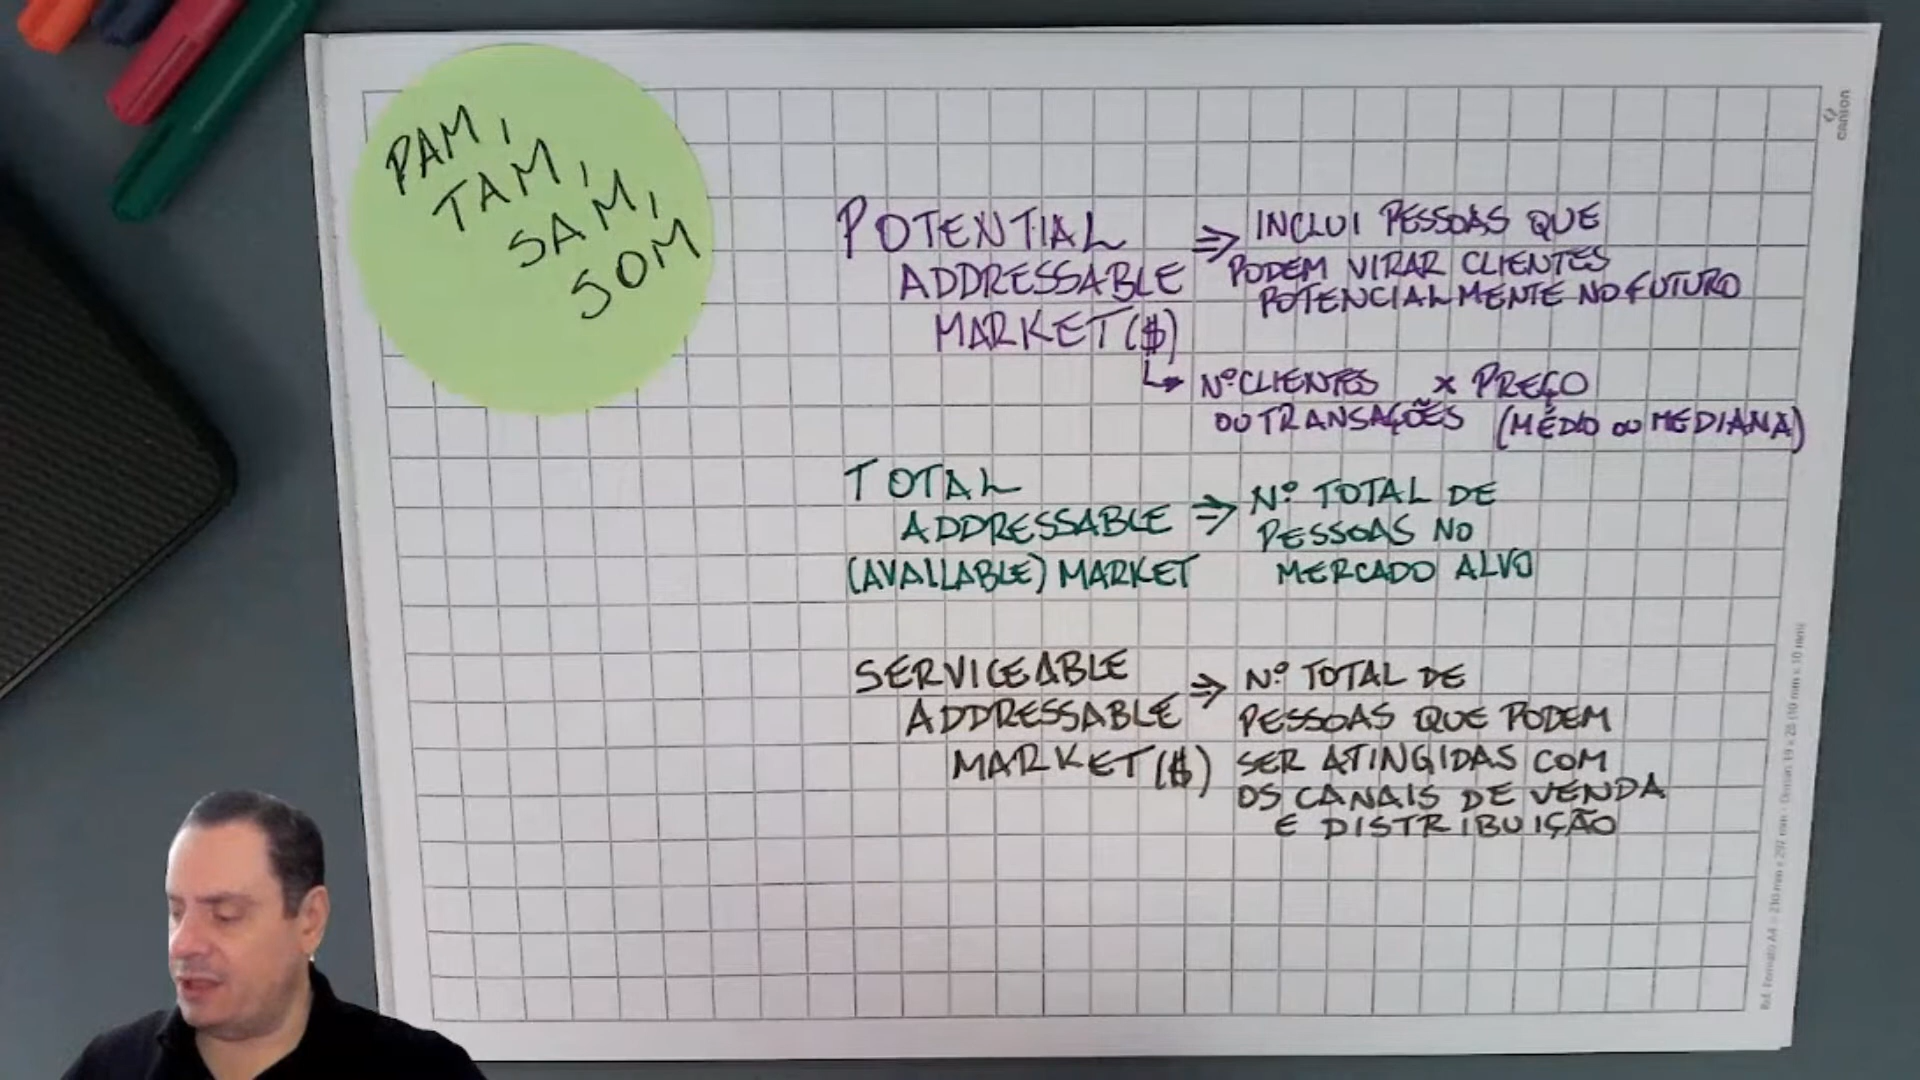 PAM,
TAM,
SAM,
SOM
POTENTIAL
ADDRESSABLE
MARKET ($)
⇒ INCLUI PESSOAS QUE
PODEM VIRAR CLIENTES
POTENCIALMENTE NO FUTURO
↳ Nº CLIENTES x PREÇO
OU TRANSAÇÕES (MÉDIO OU MEDIANA)
TOTAL
ADDRESSABLE
(AVAILABLE) MARKET
⇒ Nº TOTAL DE
PESSOAS NO
MERCADO ALVO
SERVICEABLE
ADDRESSABLE
MARKET ($)
⇒ Nº TOTAL DE
PESSOAS QUE PODEM
SER ATINGIDAS COM
OS CANAIS DE VENDA
E DISTRIBUIÇÃO
canson